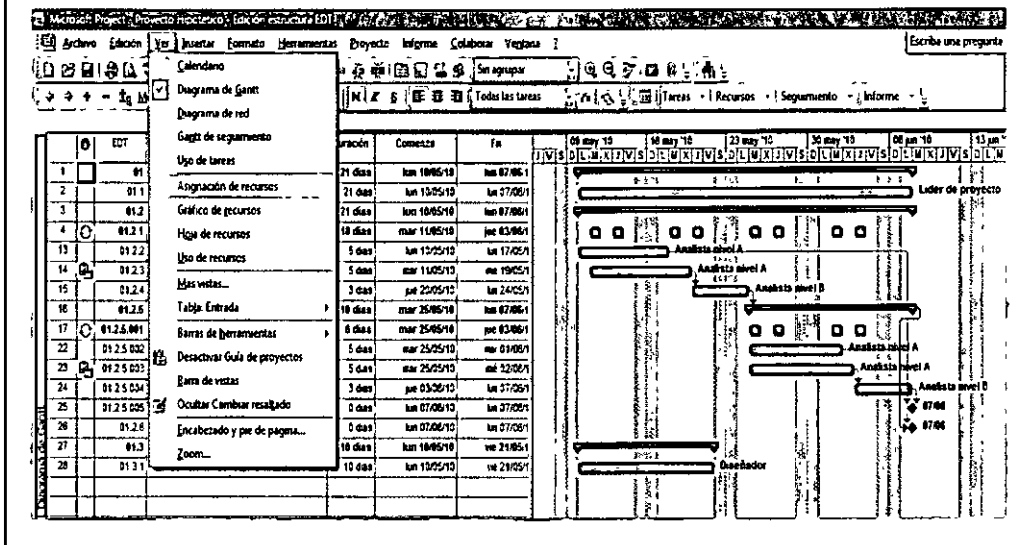 Microsoft Project - Proyecto hipotetico - Edición estructura EDT
Archivo Edición Ver Insertar Formato Herramientas Proyecto Informe Colaborar Ventana ?
Escriba una pregunta
Sin agrupar
N K S Todas las tareas Tareas Recursos Seguimiento Informe
Calendario
Diagrama de Gantt
Diagrama de red
Gantt de seguimiento
Uso de tareas
Asignación de recursos
Gráfico de recursos
Hoja de recursos
Uso de recursos
Mas vistas...
Tabla: Entrada
Barras de herramientas
Desactivar Guía de proyectos
Barra de vistas
Ocultar Cambiar resaltado
Encabezado y pie de pagina...
Zoom...
EDT Comienzo Fin 09 may '10 16 may '10 23 may '10 30 may '10 06 jun '10 13 jun '
1 01 21 días lun 10/05/10 lun 07/06/1
2 01 1 21 días lun 10/05/10 lun 07/06/1 Lider de proyecto
3 01.2 21 días lun 10/05/10 lun 07/06/1
4 01.2 1 18 días mar 11/05/10 jue 03/06/1
13 01 2.2 5 días lun 10/05/10 lun 17/05/1 Analista nivel A
14 01 2.3 5 días mar 11/05/10 mié 19/05/1 Analista nivel A
15 01.2.4 3 días jue 20/05/10 lun 24/05/1 Analista nivel B
16 01.2.5 10 días mar 25/05/10 lun 07/06/1
17 01.2.5.001 8 días mar 25/05/10 jue 03/06/1
22 01 2 5 002 5 días mar 25/05/10 mar 01/06/1 Analista nivel A
23 01 2 5 003 5 días mar 25/05/10 mié 02/06/1 Analista nivel A
24 01 2 5 004 3 días jue 03/06/10 lun 07/06/1 Analista nivel B
25 01 2 5 005 0 días lun 07/06/10 lun 07/06/1 07/06
26 01.2.6 0 días lun 07/06/10 lun 07/06/1 07/06
27 01.3 10 días lun 10/05/10 vie 21/05/1
28 01 3 1 10 días lun 10/05/10 vie 21/05/1 Diseñador
Diagrama de Gantt